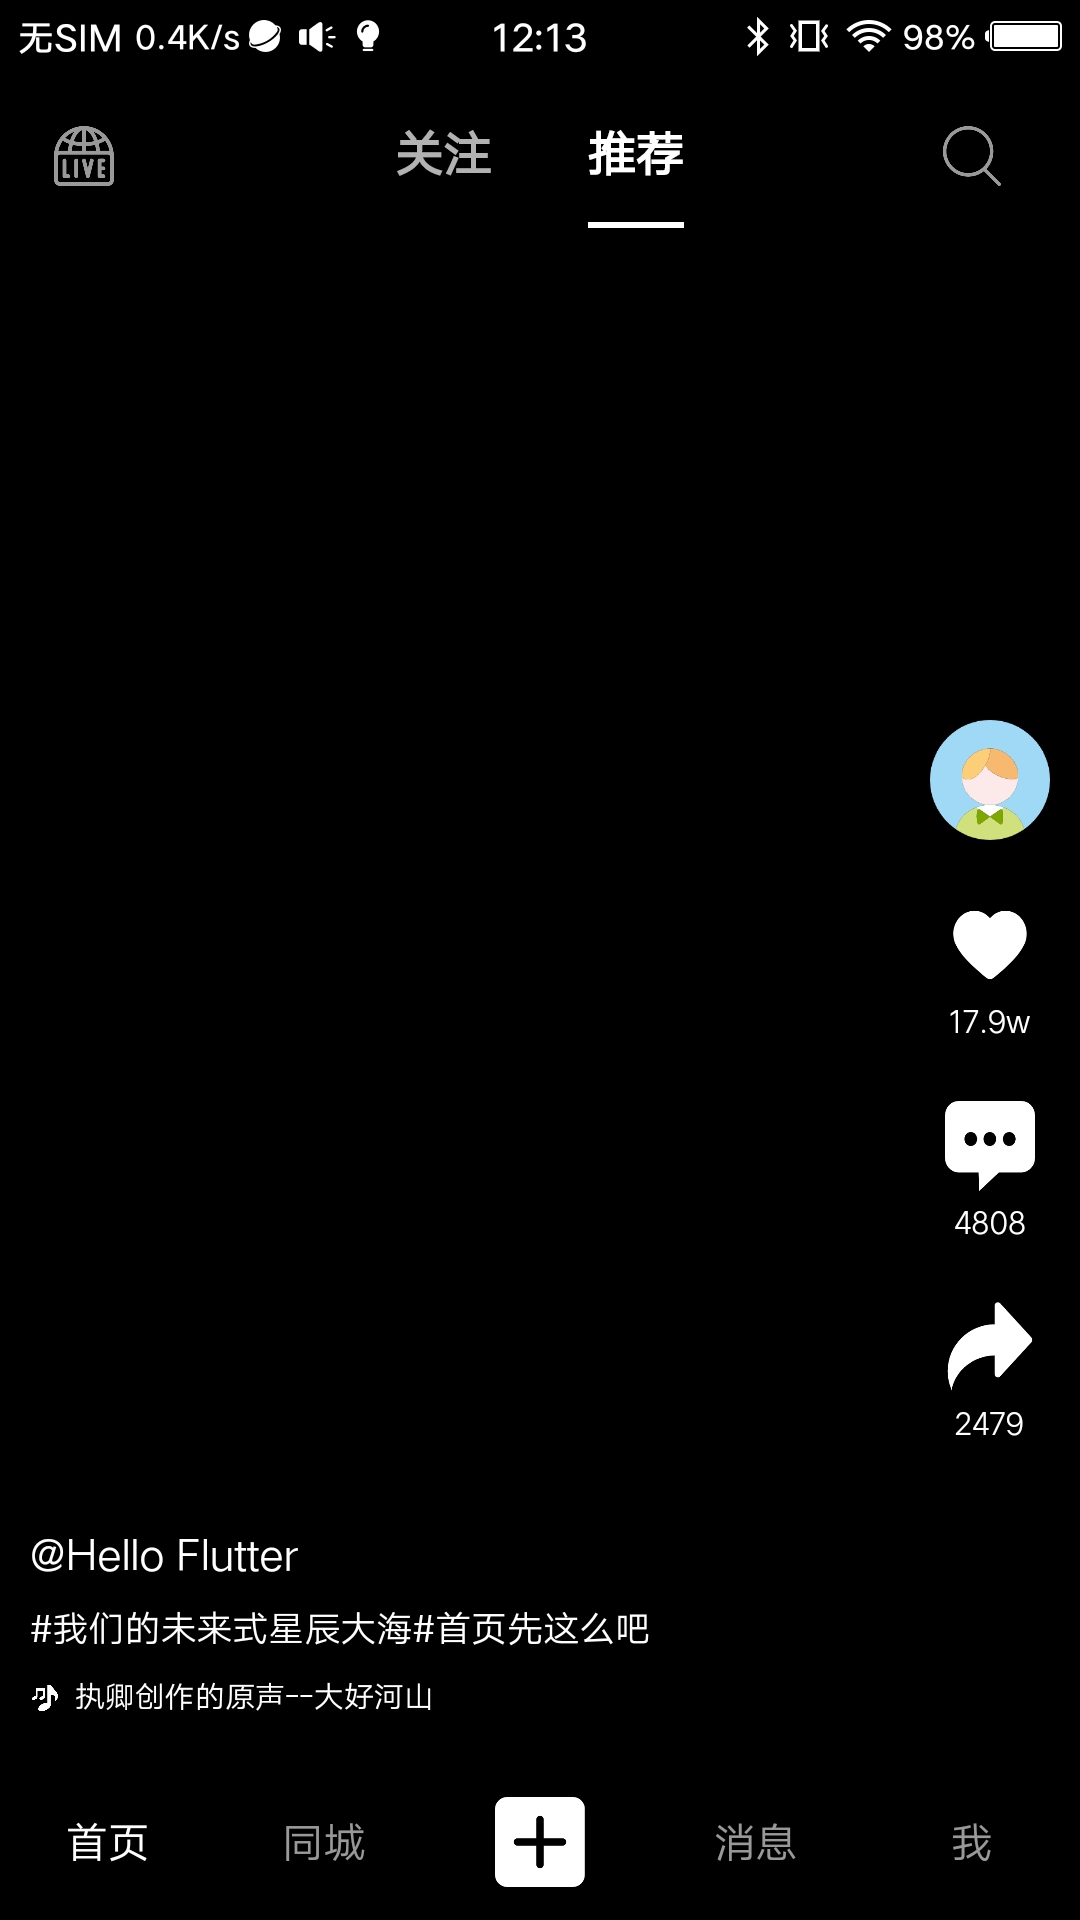 无SIM 0.4K/s 12:13 98%
LIVE 关注 推荐
17.9w
4808
2479
@Hello Flutter
#我们的未来式星辰大海#首页先这么吧
执卿创作的原声--大好河山
首页 同城 消息 我